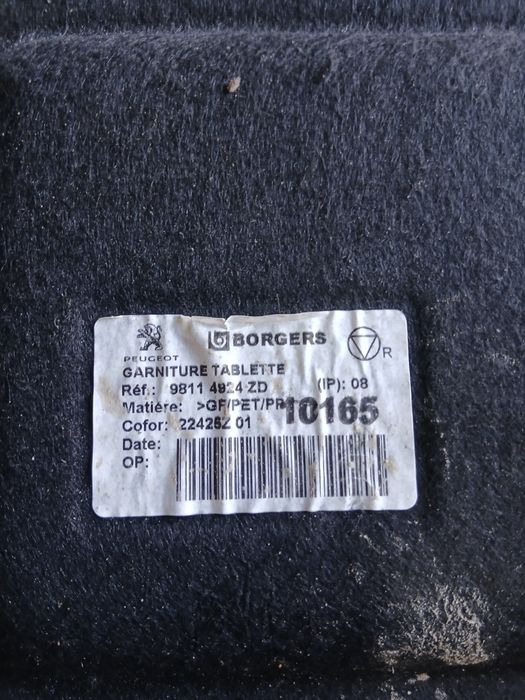 PEUGEOT
BORGERS
R
GARNITURE TABLETTE
Réf.: 9811 4924 ZD (IP): 08
Matière: >GF/PET/PP
10165
Cofor: 22426Z 01
Date:
OP: